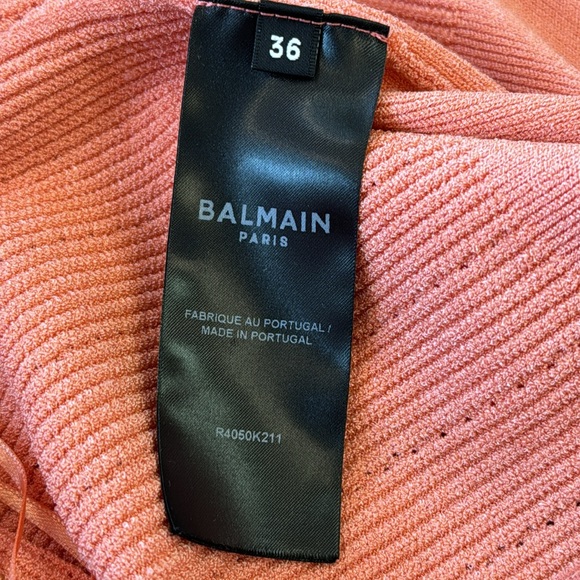 36
BALMAIN
PARIS
FABRIQUE AU PORTUGAL /
MADE IN PORTUGAL
R4050K211